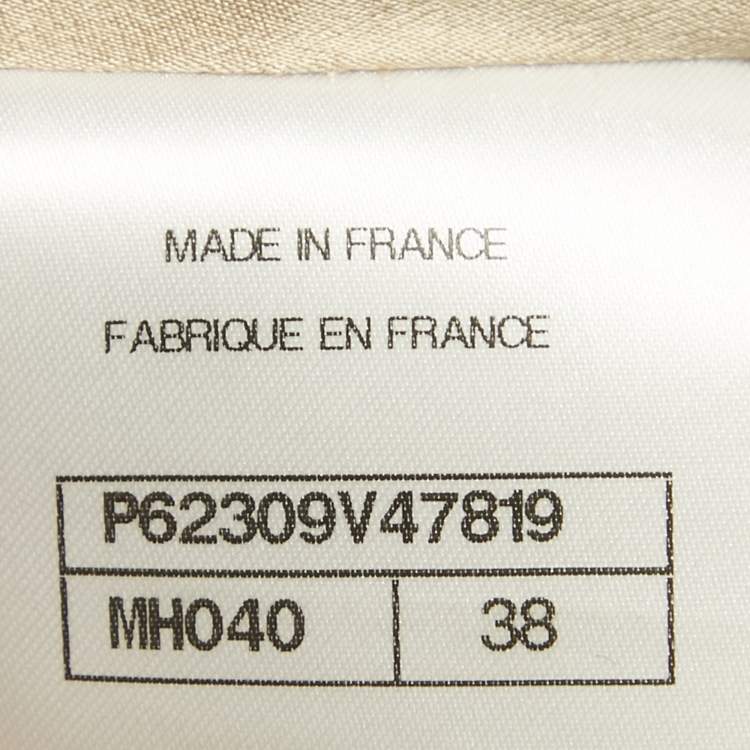 MADE IN FRANCE
FABRIQUE EN FRANCE
P62309V47819
MH040 38